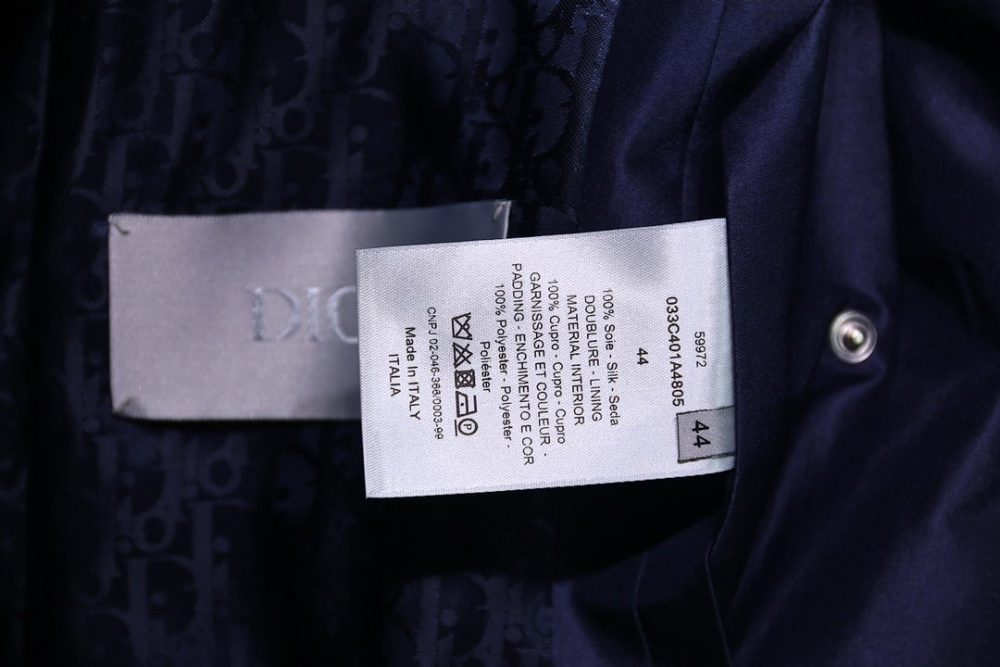 DIO
59972
033C401A4805
44
44
100% Soie - Silk - Seda
DOUBLURE - LINING
MATERIAL INTERIOR
100% Cupro - Cupro - Cupro
GARNISSAGE ET COULEUR -
PADDING - ENCHIMENTO E COR
100% Polyester - Polyester -
Poliéster
CNPJ 02-046-366/0003-99
Made In ITALY
ITALIA